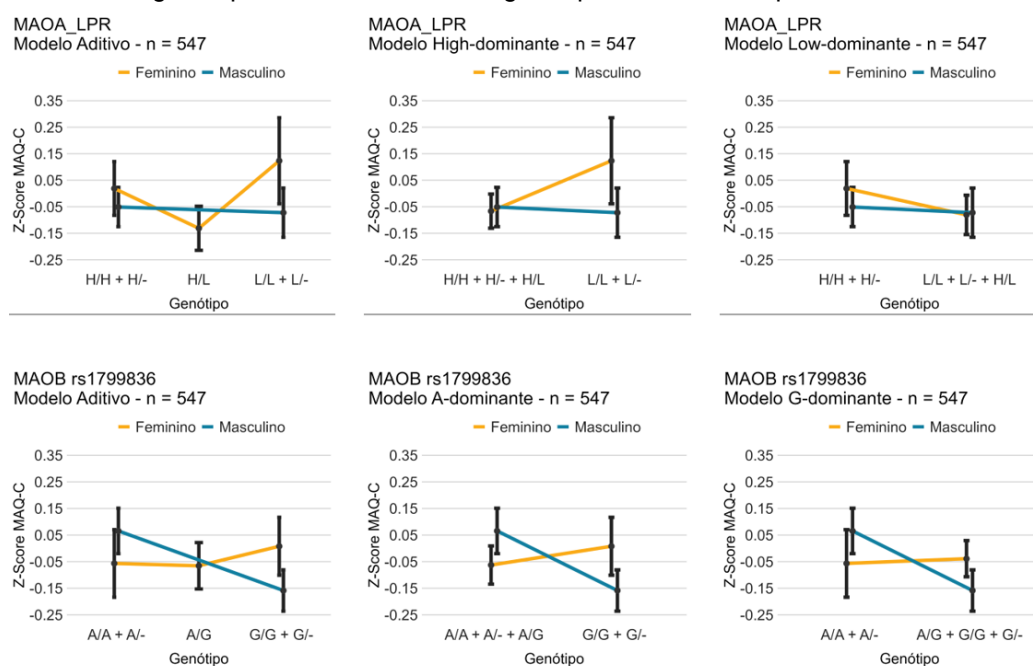 MAOA_LPR
Modelo Aditivo - n = 547
Feminino Masculino
Z-Score MAQ-C
0.35
0.25
0.15
0.05
-0.05
-0.15
-0.25
H/H + H/- H/L L/L + L/-
Genótipo
MAOA_LPR
Modelo High-dominante - n = 547
Feminino Masculino
Z-Score MAQ-C
0.35
0.25
0.15
0.05
-0.05
-0.15
-0.25
H/H + H/- + H/L L/L + L/-
Genótipo
MAOA_LPR
Modelo Low-dominante - n = 547
Feminino Masculino
Z-Score MAQ-C
0.35
0.25
0.15
0.05
-0.05
-0.15
-0.25
H/H + H/- L/L + L/- + H/L
Genótipo
MAOB rs1799836
Modelo Aditivo - n = 547
Feminino Masculino
Z-Score MAQ-C
0.35
0.25
0.15
0.05
-0.05
-0.15
-0.25
A/A + A/- A/G G/G + G/-
Genótipo
MAOB rs1799836
Modelo A-dominante - n = 547
Feminino Masculino
Z-Score MAQ-C
0.35
0.25
0.15
0.05
-0.05
-0.15
-0.25
A/A + A/- + A/G G/G + G/-
Genótipo
MAOB rs1799836
Modelo G-dominante - n = 547
Feminino Masculino
Z-Score MAQ-C
0.35
0.25
0.15
0.05
-0.05
-0.15
-0.25
A/A + A/- A/G + G/G + G/-
Genótipo